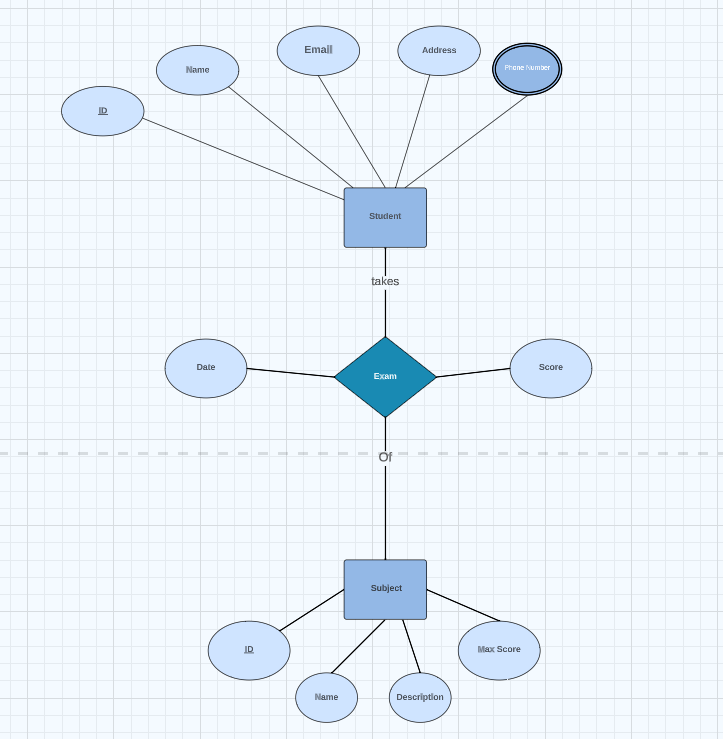 Email
Address
Name
Phone Number
ID
Student
takes
Date
Exam
Score
Of
Subject
ID
Max Score
Name
Description